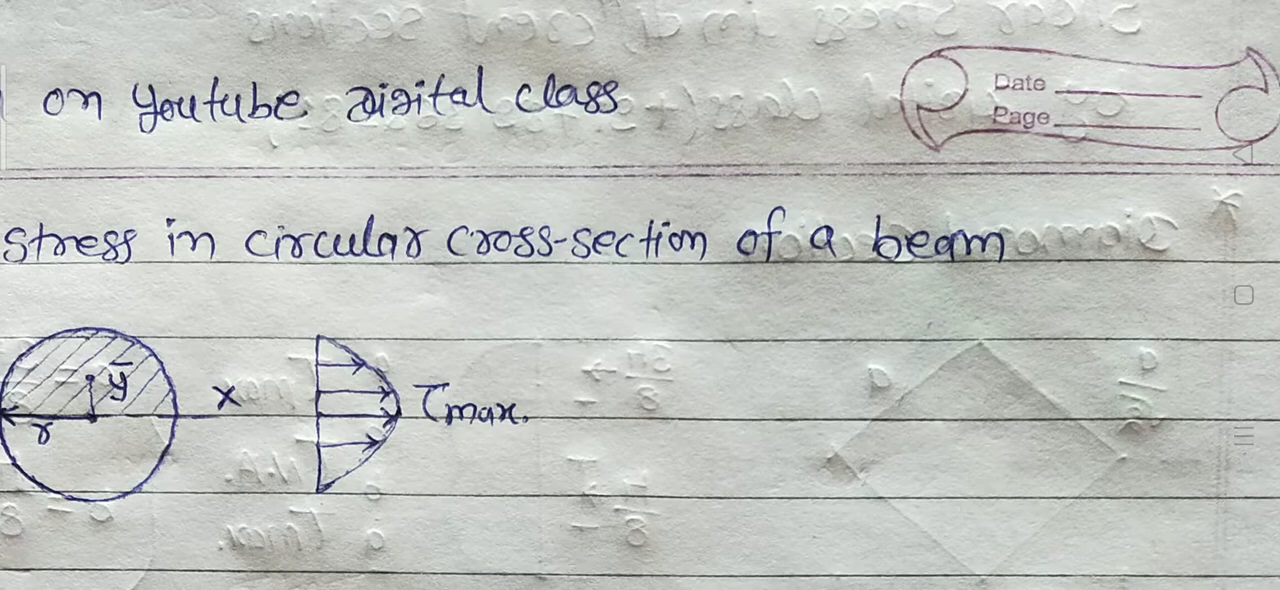 on Youtube Digital class
Date
Page
stress in circular cross-section of a beam
ȳ
r
x
τmax.